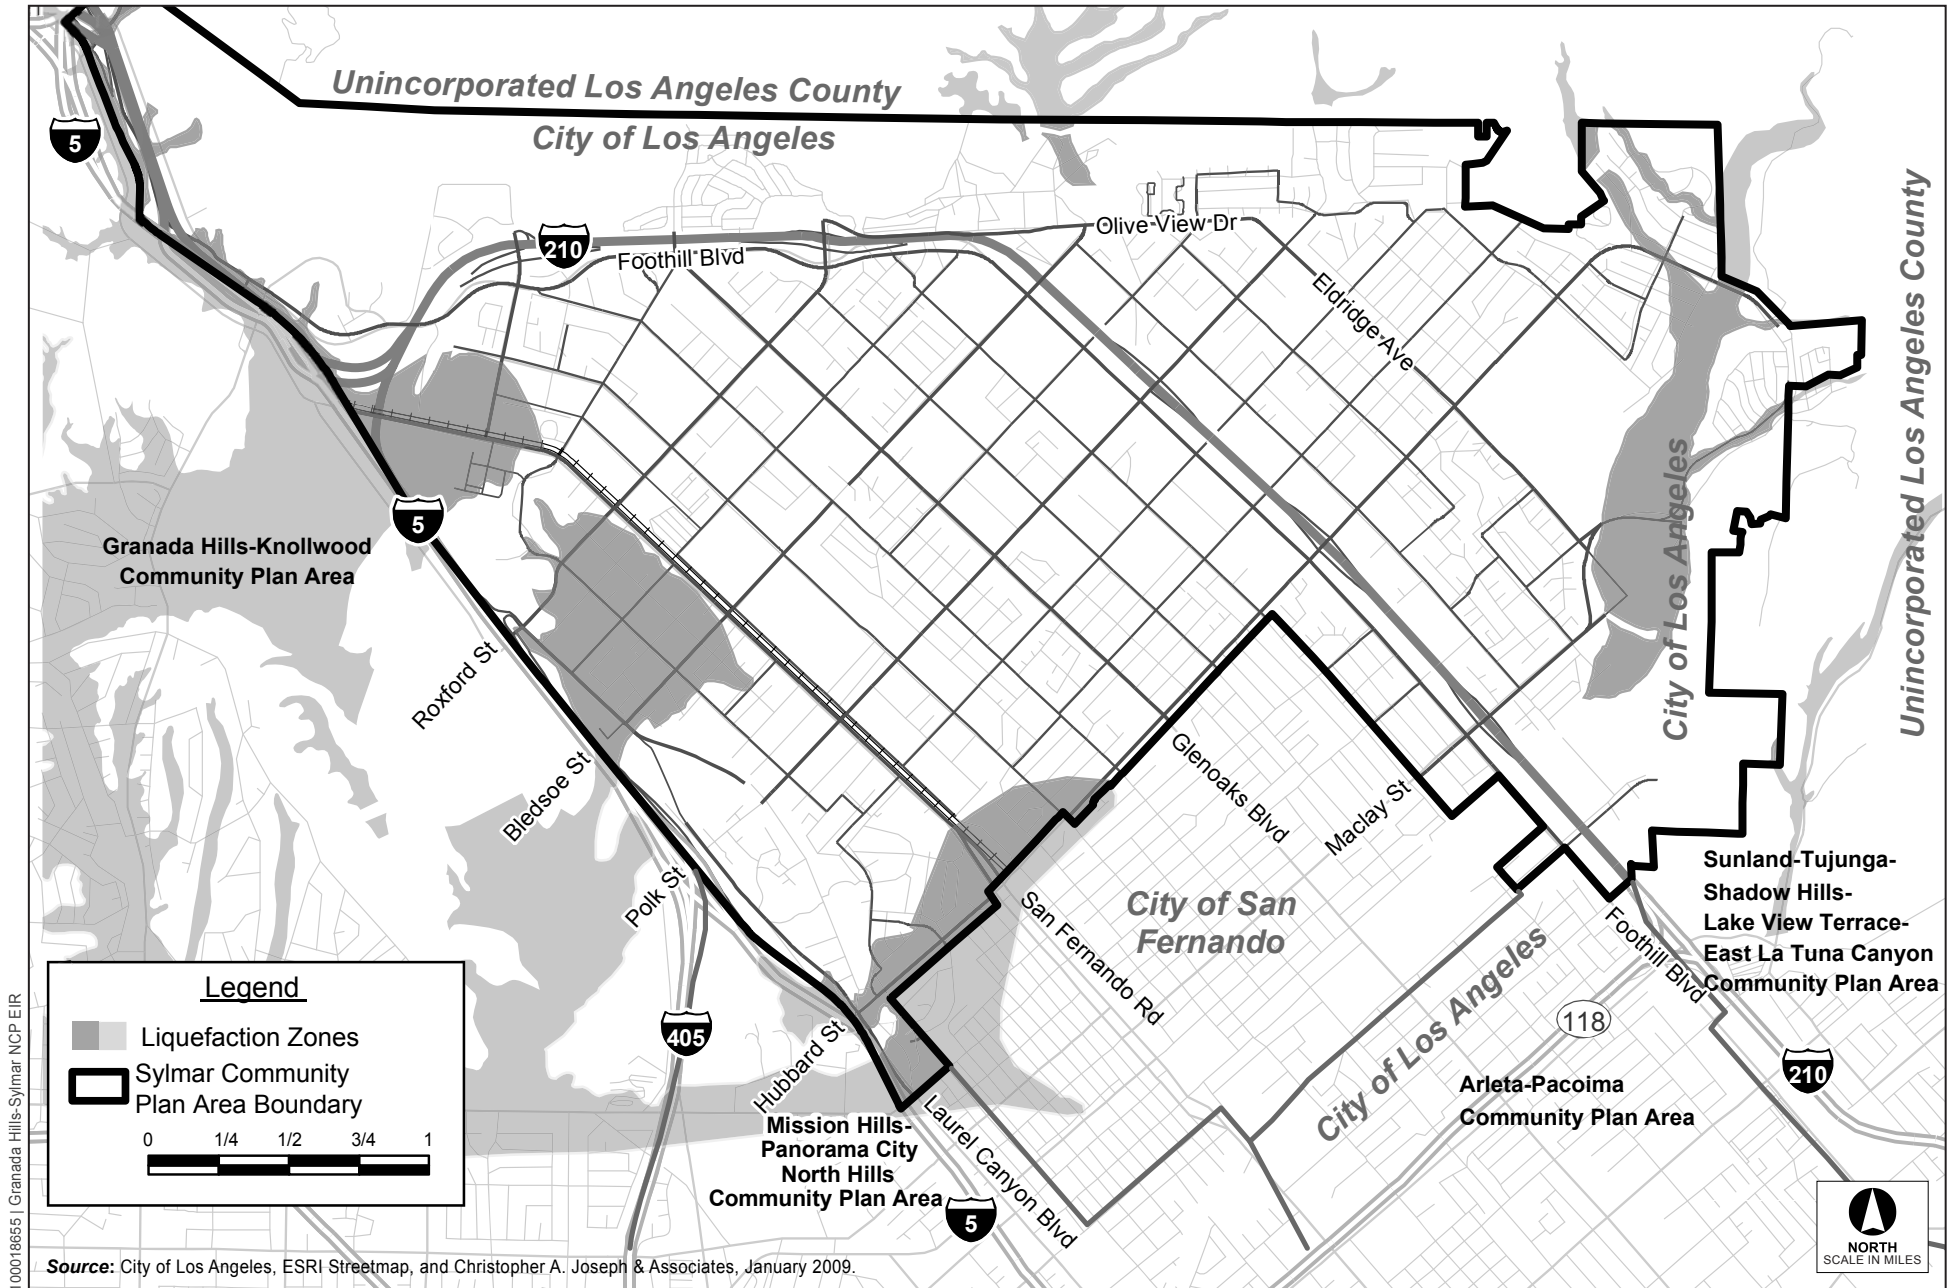 Unincorporated Los Angeles County
City of Los Angeles
5
210
Foothill Blvd
Olive View Dr
Eldridge Ave
Unincorporated Los Angeles County
City of Los Angeles
5
Granada Hills-Knollwood
Community Plan Area
Roxford St
Bledsoe St
Polk St
Hubbard St
Glenoaks Blvd
Maclay St
San Fernando Rd
City of San
Fernando
Foothill Blvd
Sunland-Tujunga-
Shadow Hills-
Lake View Terrace-
East La Tuna Canyon
Community Plan Area
City of Los Angeles
118
210
405
Arleta-Pacoima
Community Plan Area
Mission Hills-
Panorama City
North Hills
Community Plan Area
Laurel Canyon Blvd
5
Legend
Liquefaction Zones
Sylmar Community
Plan Area Boundary
0 1/4 1/2 3/4 1
NORTH
SCALE IN MILES
Source: City of Los Angeles, ESRI Streetmap, and Christopher A. Joseph & Associates, January 2009.
100018655 | Granada Hills-Sylmar NCP EIR